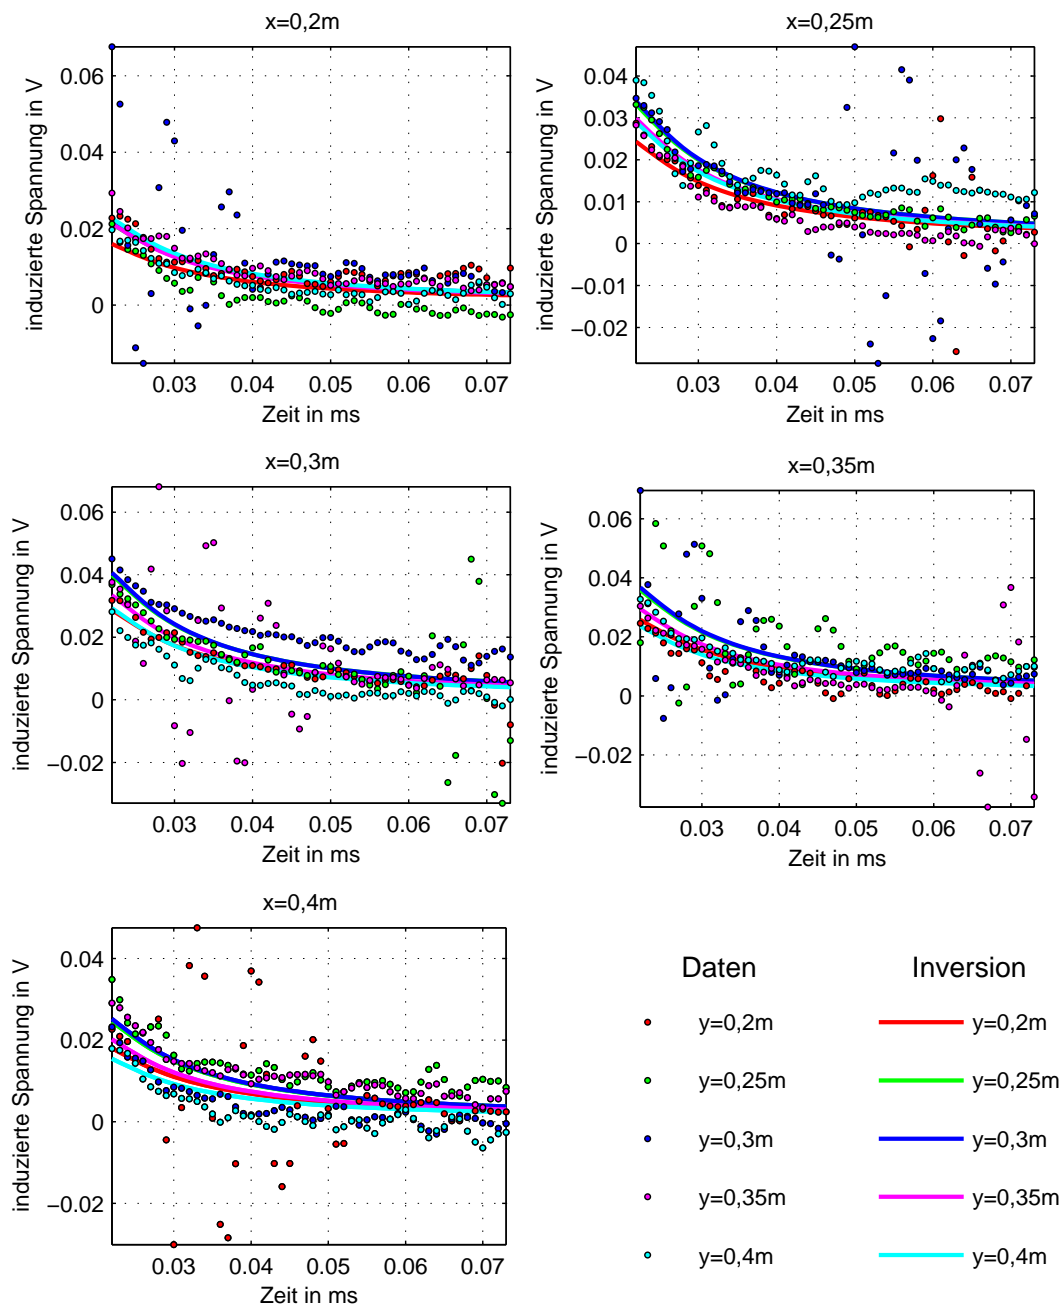 x=0,2m
induzierte Spannung in V
0.06
0.04
0.02
0
0.03
0.04
0.05
0.06
0.07
Zeit in ms
x=0,25m
induzierte Spannung in V
0.04
0.03
0.02
0.01
0
−0.01
−0.02
0.03
0.04
0.05
0.06
0.07
Zeit in ms
x=0,3m
induzierte Spannung in V
0.06
0.04
0.02
0
−0.02
0.03
0.04
0.05
0.06
0.07
Zeit in ms
x=0,35m
induzierte Spannung in V
0.06
0.04
0.02
0
−0.02
0.03
0.04
0.05
0.06
0.07
Zeit in ms
x=0,4m
induzierte Spannung in V
0.04
0.02
0
−0.02
0.03
0.04
0.05
0.06
0.07
Zeit in ms
Daten Inversion
y=0,2m y=0,2m
y=0,25m y=0,25m
y=0,3m y=0,3m
y=0,35m y=0,35m
y=0,4m y=0,4m